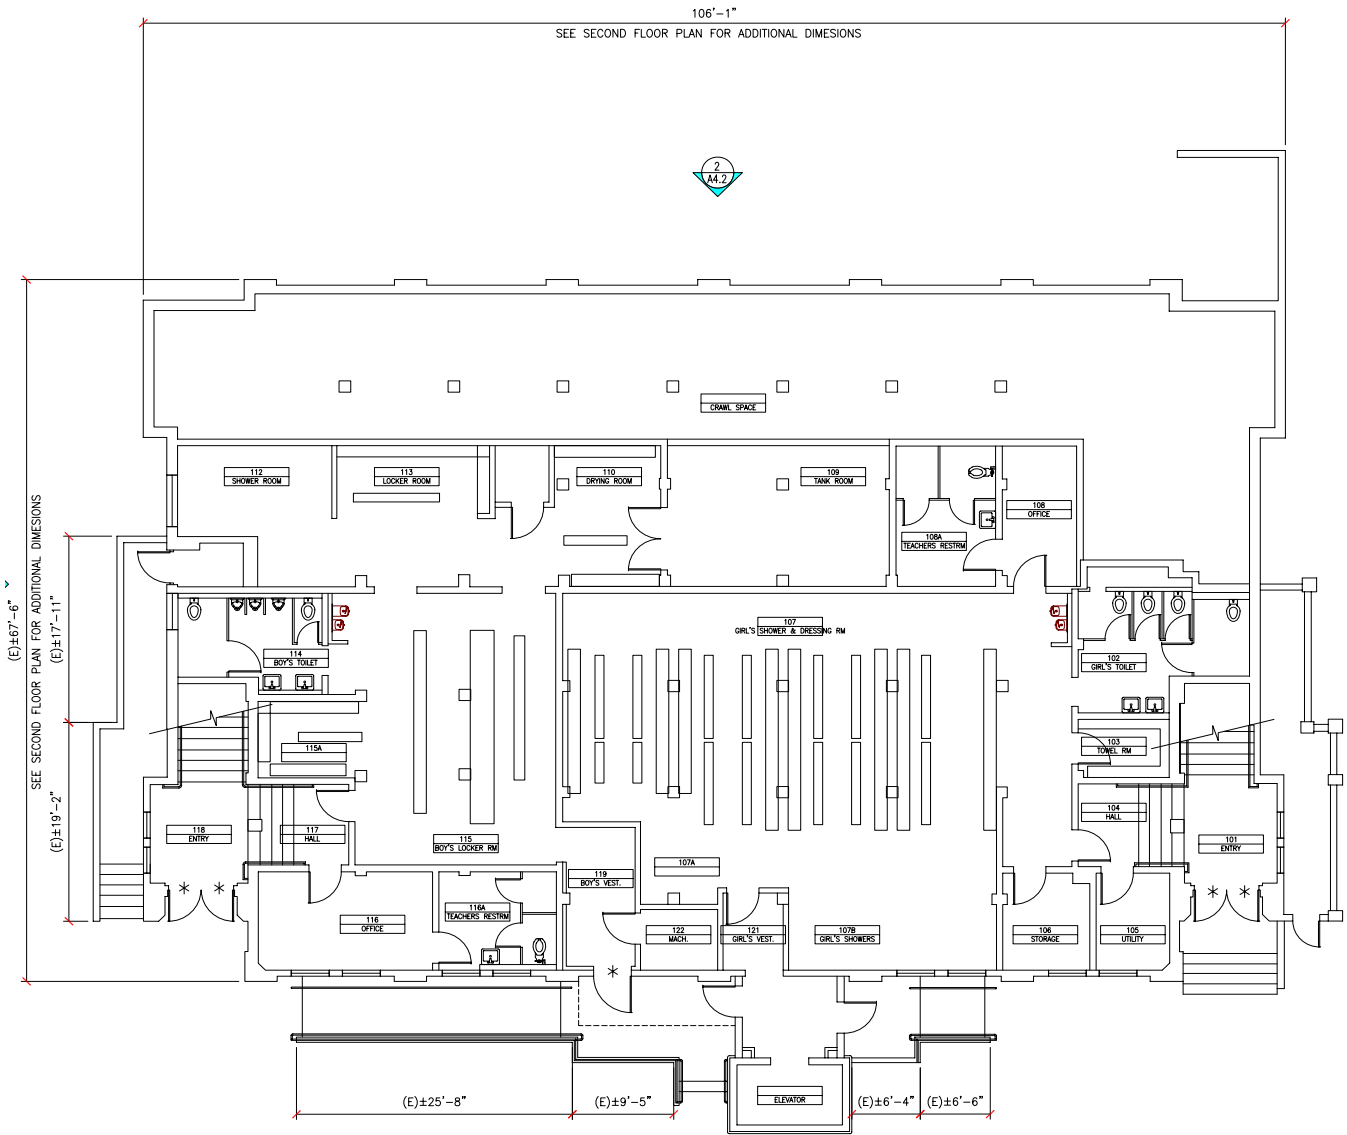 106'-1"
SEE SECOND FLOOR PLAN FOR ADDITIONAL DIMESIONS
2
A4.2
CRAWL SPACE
112
SHOWER ROOM
113
LOCKER ROOM
110
DRYING ROOM
109
TANK ROOM
108
OFFICE
108A
TEACHERS RESTRM
(E)±67'-6"
SEE SECOND FLOOR PLAN FOR ADDITIONAL DIMESIONS
(E)±17'-11"
(E)±19'-2"
107
GIRL'S SHOWER & DRESSING RM
114
BOY'S TOILET
102
GIRL'S TOILET
115A
103
TOWEL RM
104
HALL
118
ENTRY
117
HALL
115
BOY'S LOCKER RM
101
ENTRY
107A
119
BOY'S VEST.
116
OFFICE
116A
TEACHERS RESTRM
122
MACH.
121
GIRL'S VEST.
107B
GIRL'S SHOWERS
106
STORAGE
105
UTILITY
ELEVATOR
(E)±25'-8"
(E)±9'-5"
(E)±6'-4"
(E)±6'-6"